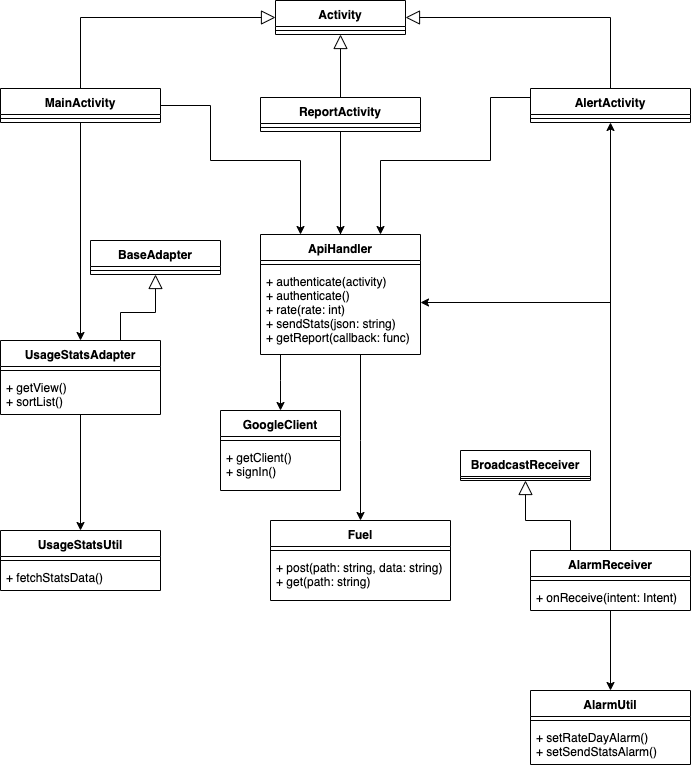 Activity
MainActivity
ReportActivity
AlertActivity
BaseAdapter
ApiHandler
+ authenticate(activity)
+ authenticate()
+ rate(rate: int)
+ sendStats(json: string)
+ getReport(callback: func)
UsageStatsAdapter
+ getView()
+ sortList()
GoogleClient
+ getClient()
+ signIn()
BroadcastReceiver
UsageStatsUtil
+ fetchStatsData()
Fuel
+ post(path: string, data: string)
+ get(path: string)
AlarmReceiver
+ onReceive(intent: Intent)
AlarmUtil
+ setRateDayAlarm()
+ setSendStatsAlarm()